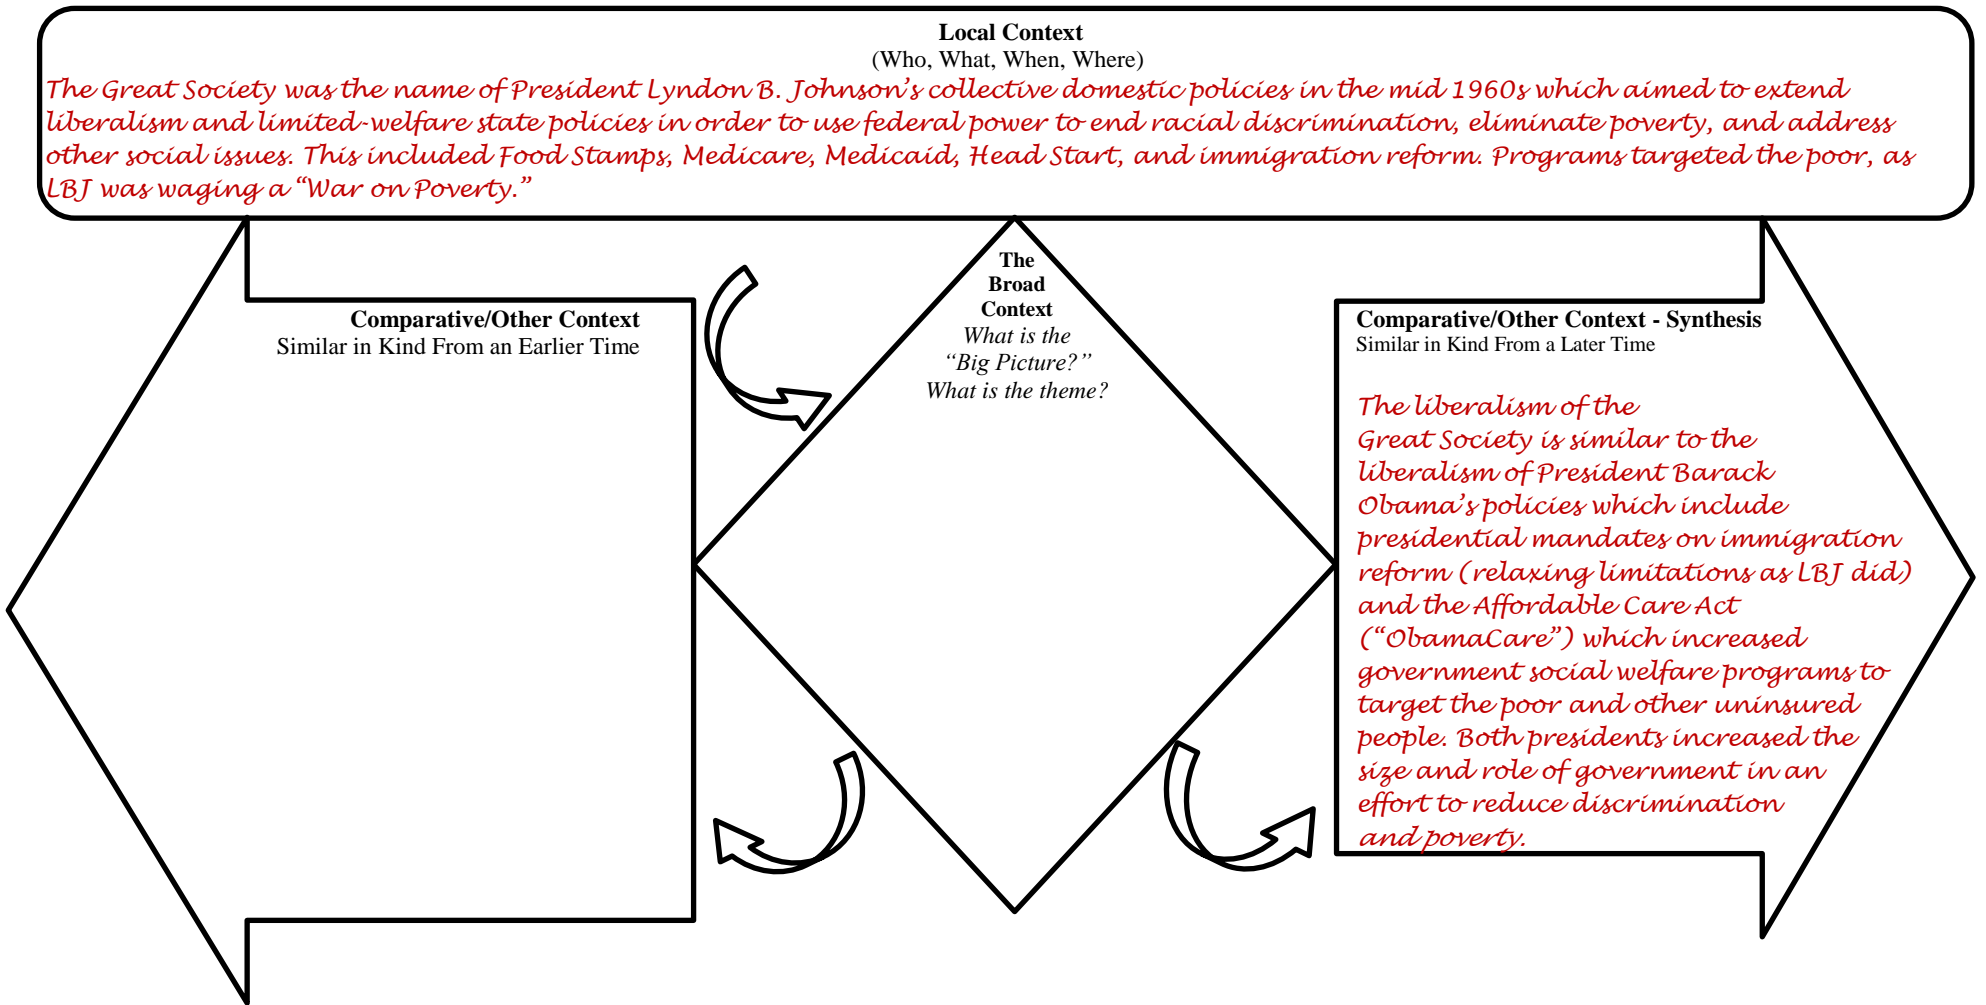 Local Context
(Who, What, When, Where)
The Great Society was the name of President Lyndon B. Johnson’s collective domestic policies in the mid 1960s which aimed to extend
liberalism and limited-welfare state policies in order to use federal power to end racial discrimination, eliminate poverty, and address
other social issues. This included Food Stamps, Medicare, Medicaid, Head Start, and immigration reform. Programs targeted the poor, as
LBJ was waging a “War on Poverty.”
Comparative/Other Context
Similar in Kind From an Earlier Time
The
Broad
Context
What is the
“Big Picture?”
What is the theme?
Comparative/Other Context - Synthesis
Similar in Kind From a Later Time
The liberalism of the
Great Society is similar to the
liberalism of President Barack
Obama’s policies which include
presidential mandates on immigration
reform (relaxing limitations as LBJ did)
and the Affordable Care Act
(“ObamaCare”) which increased
government social welfare programs to
target the poor and other uninsured
people. Both presidents increased the
size and role of government in an
effort to reduce discrimination
and poverty.